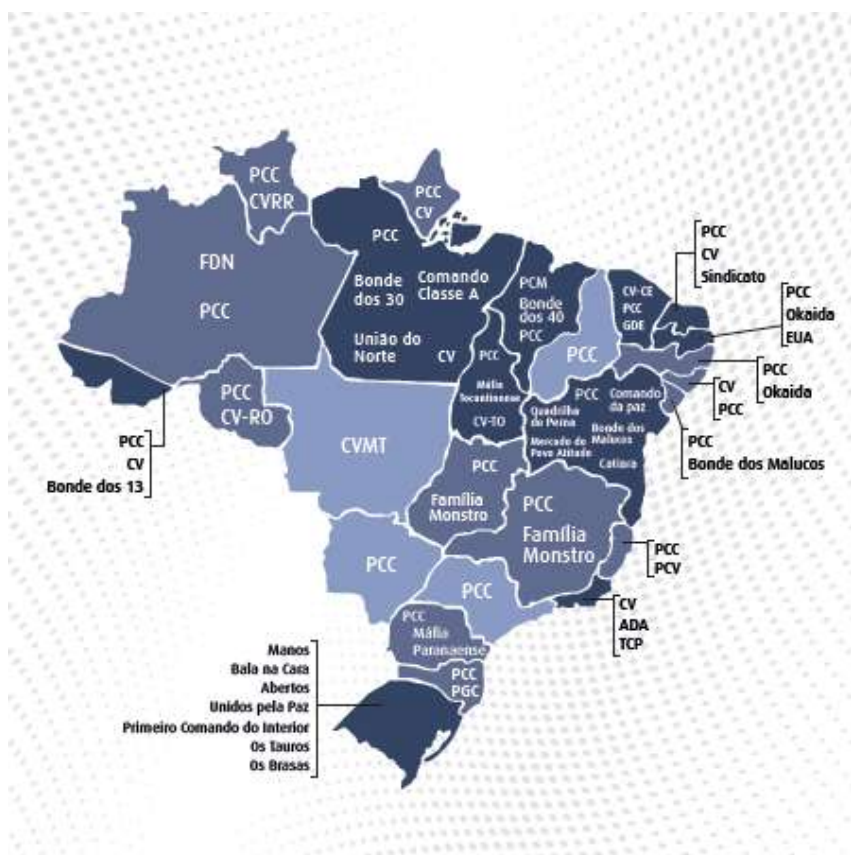 PCC
CVRR
PCC
CV
FDN
PCC
PCC
Bonde
dos 30
Comando
Classe A
União do
Norte
CV
PCM
Bonde
dos 40
PCC
CV-CE
PCC
GDE
PCC
CV
Sindicato
PCC
Okaida
EUA
PCC
Okaida
CV
PCC
PCC
Bonde dos Malucos
PCC
PCC
Máfia
Tocantinense
CV-TO
PCC
Comando
da paz
Quadrilha
do Perna
Bonde dos
Malucos
Mercado do
Povo Atitude
Catiara
PCC
CV-RO
PCC
CV
Bonde dos 13
CVMT
PCC
Família
Monstro
PCC
Família
Monstro
PCC
PCV
PCC
PCC
CV
ADA
TCP
PCC
Máfia
Paranaense
PCC
PGC
Manos
Bala na Cara
Abertos
Unidos pela Paz
Primeiro Comando do Interior
Os Tauros
Os Brasas